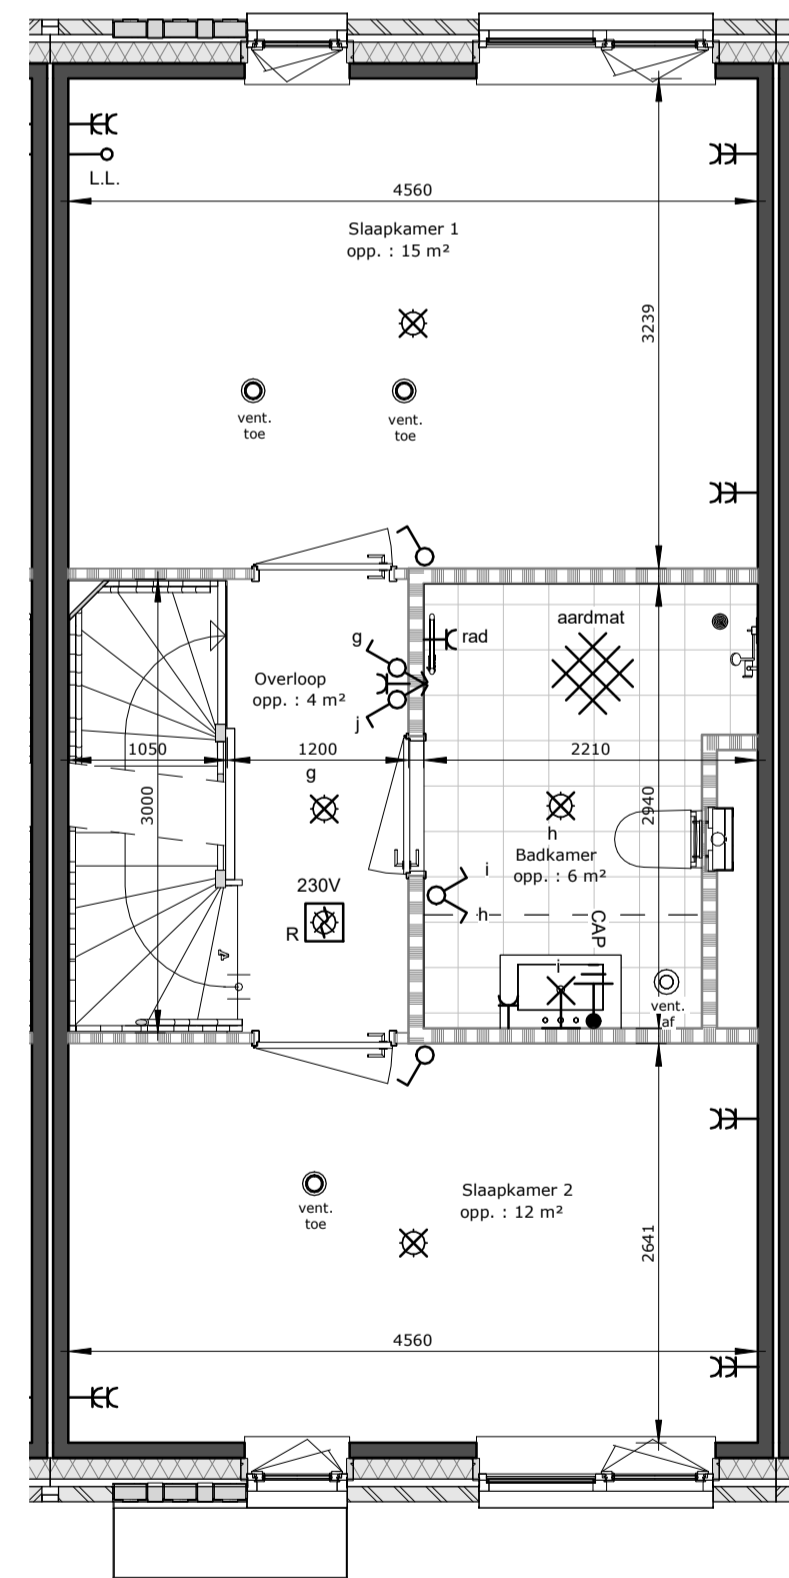 L.L.
4560
Slaapkamer 1
opp. : 15 m²
3239
vent.
toe
vent.
toe
aardmat
rad
g
Overloop
opp. : 4 m²
j
1050
1200
2210
g
3000
2940
h
Badkamer
opp. : 6 m²
i
h
230V
R
CAP
i
A
vent.
af
Slaapkamer 2
opp. : 12 m²
vent.
toe
2641
4560